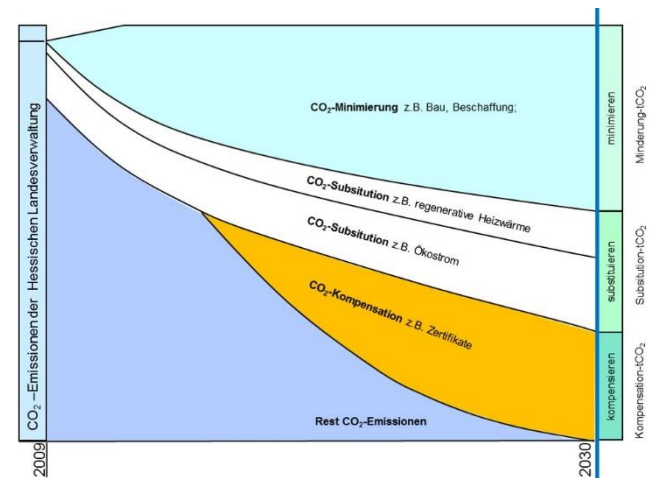 CO2 –Emissionen der Hessischen Landesverwaltung
CO2-Minimierung z.B. Bau, Beschaffung;
CO2-Subsitution z.B. regenerative Heizwärme
CO2-Subsitution z.B. Ökostrom
CO2-Kompensation z.B. Zertifikate
Rest CO2-Emissionen
minimieren
substituieren
kompensieren
Minderung-tCO2
Subsitution-tCO2
Kompensation-tCO2
2009
2030